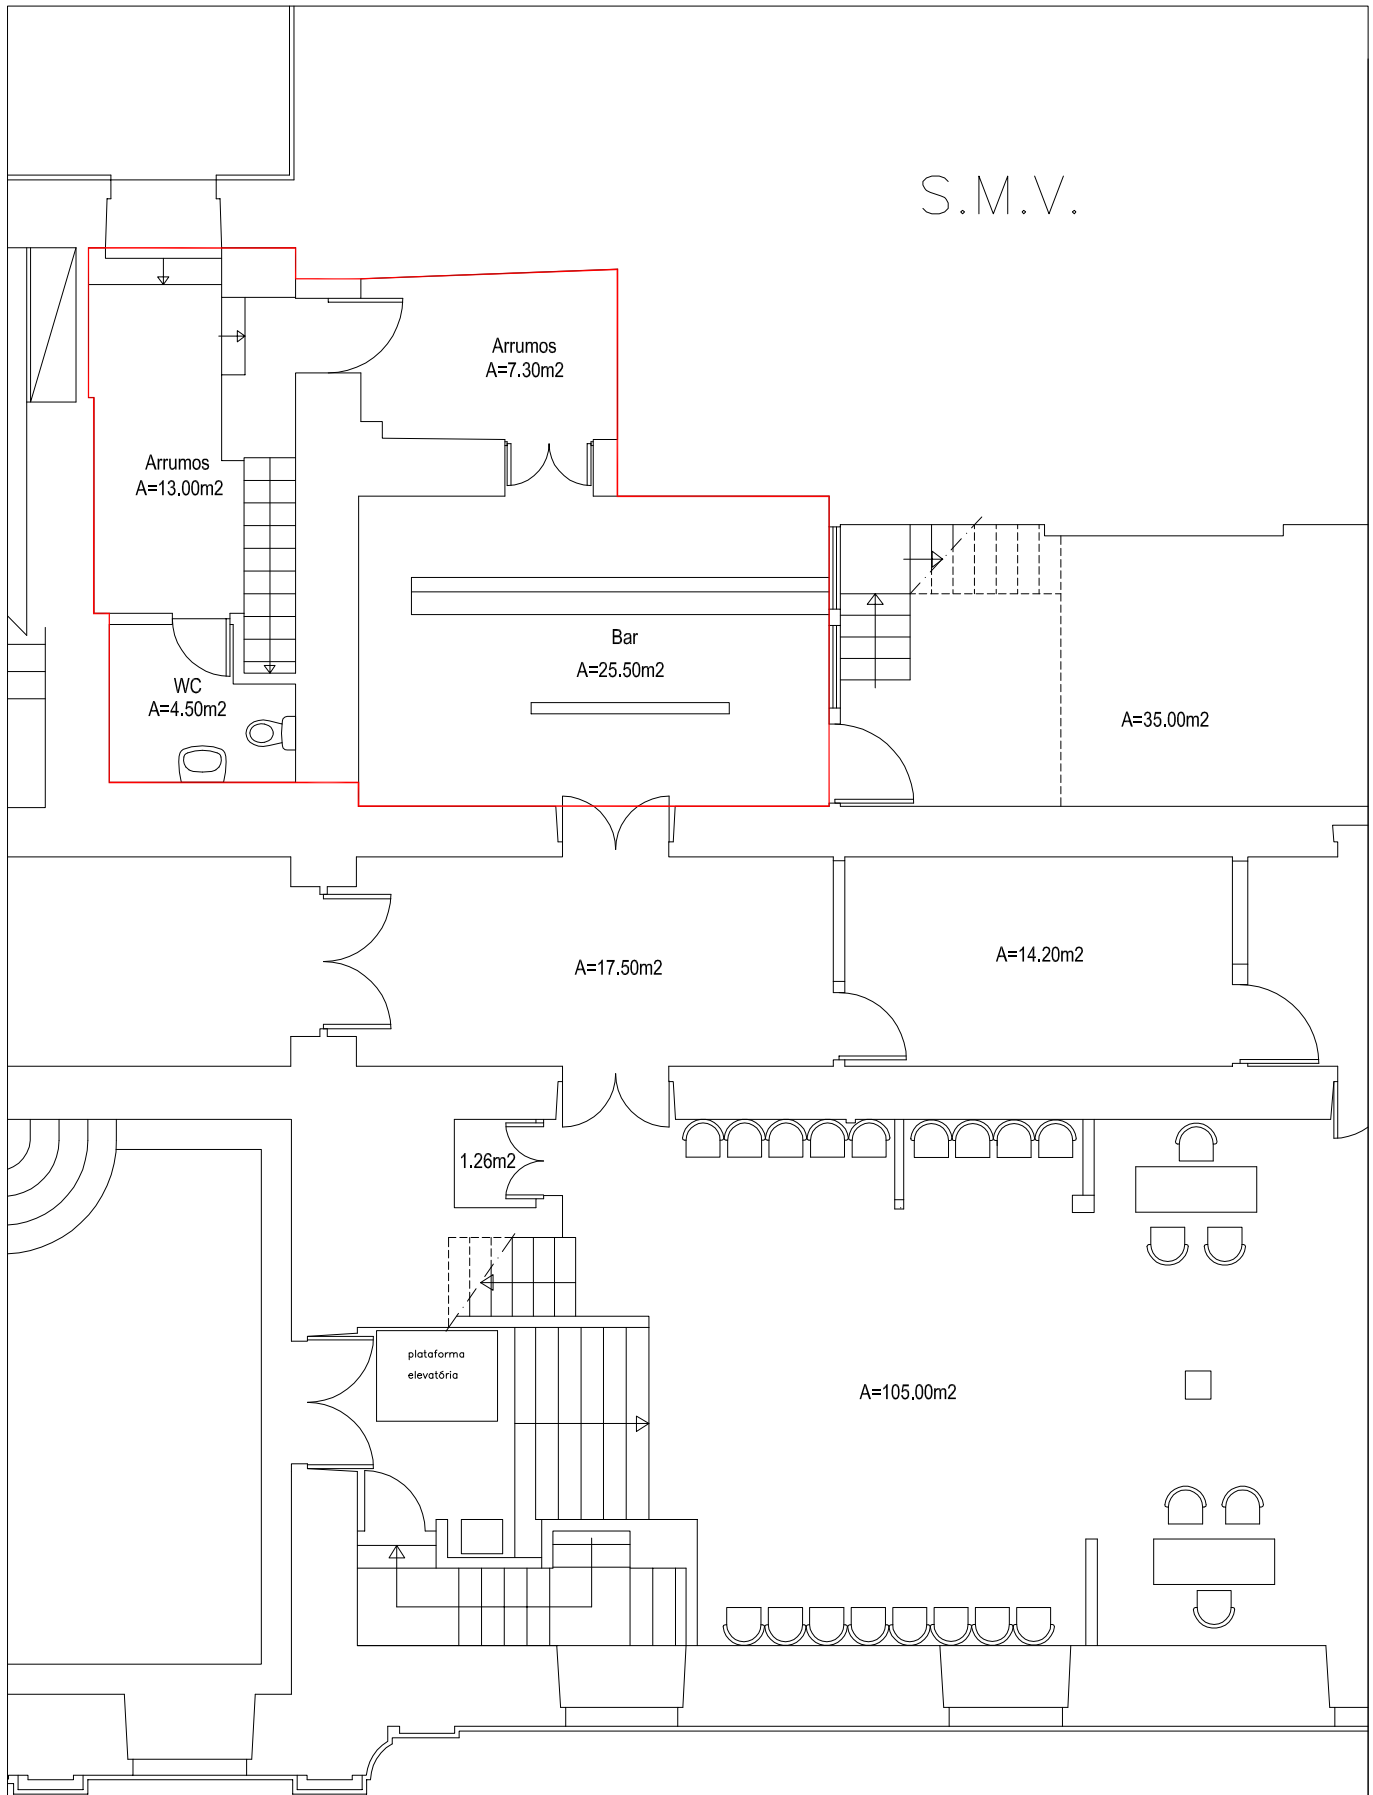 S.M.V.
Arrumos
A=7.30m2
Arrumos
A=13.00m2
Bar
A=25.50m2
WC
A=4.50m2
A=35.00m2
A=17.50m2
A=14.20m2
1.26m2
plataforma
elevatória
A=105.00m2